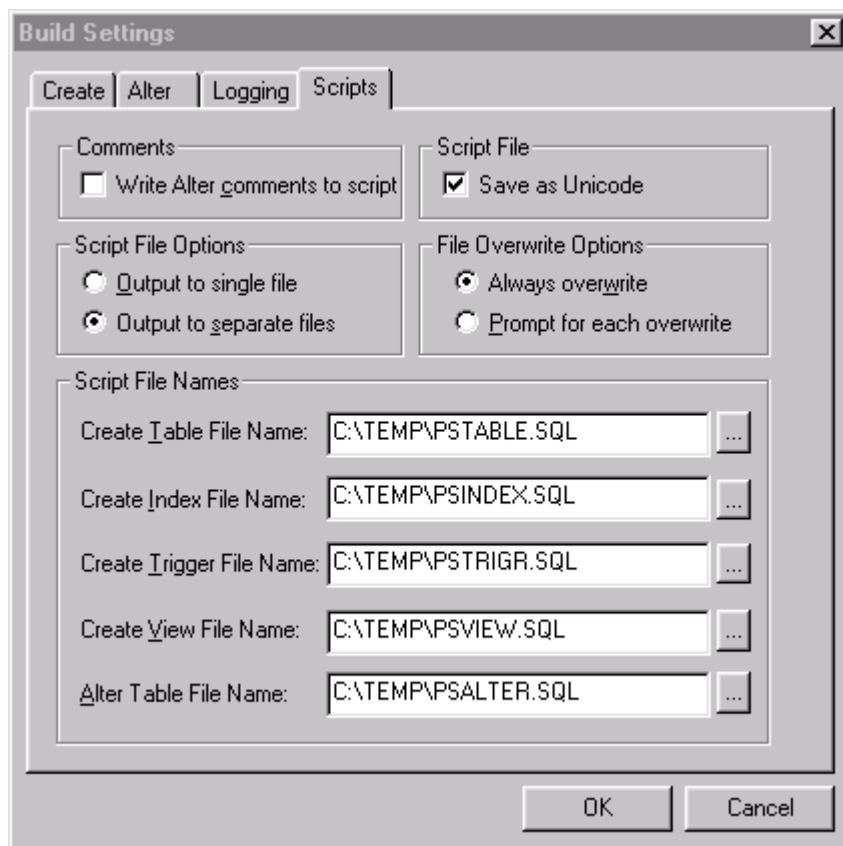 Build Settings
Create Alter Logging Scripts
Comments
Write Alter comments to script
Script File
Save as Unicode
Script File Options
Output to single file
Output to separate files
File Overwrite Options
Always overwrite
Prompt for each overwrite
Script File Names
Create Table File Name: C:\TEMP\PSTABLE.SQL ...
Create Index File Name: C:\TEMP\PSINDEX.SQL ...
Create Trigger File Name: C:\TEMP\PSTRIGR.SQL ...
Create View File Name: C:\TEMP\PSVIEW.SQL ...
Alter Table File Name: C:\TEMP\PSALTER.SQL ...
OK Cancel